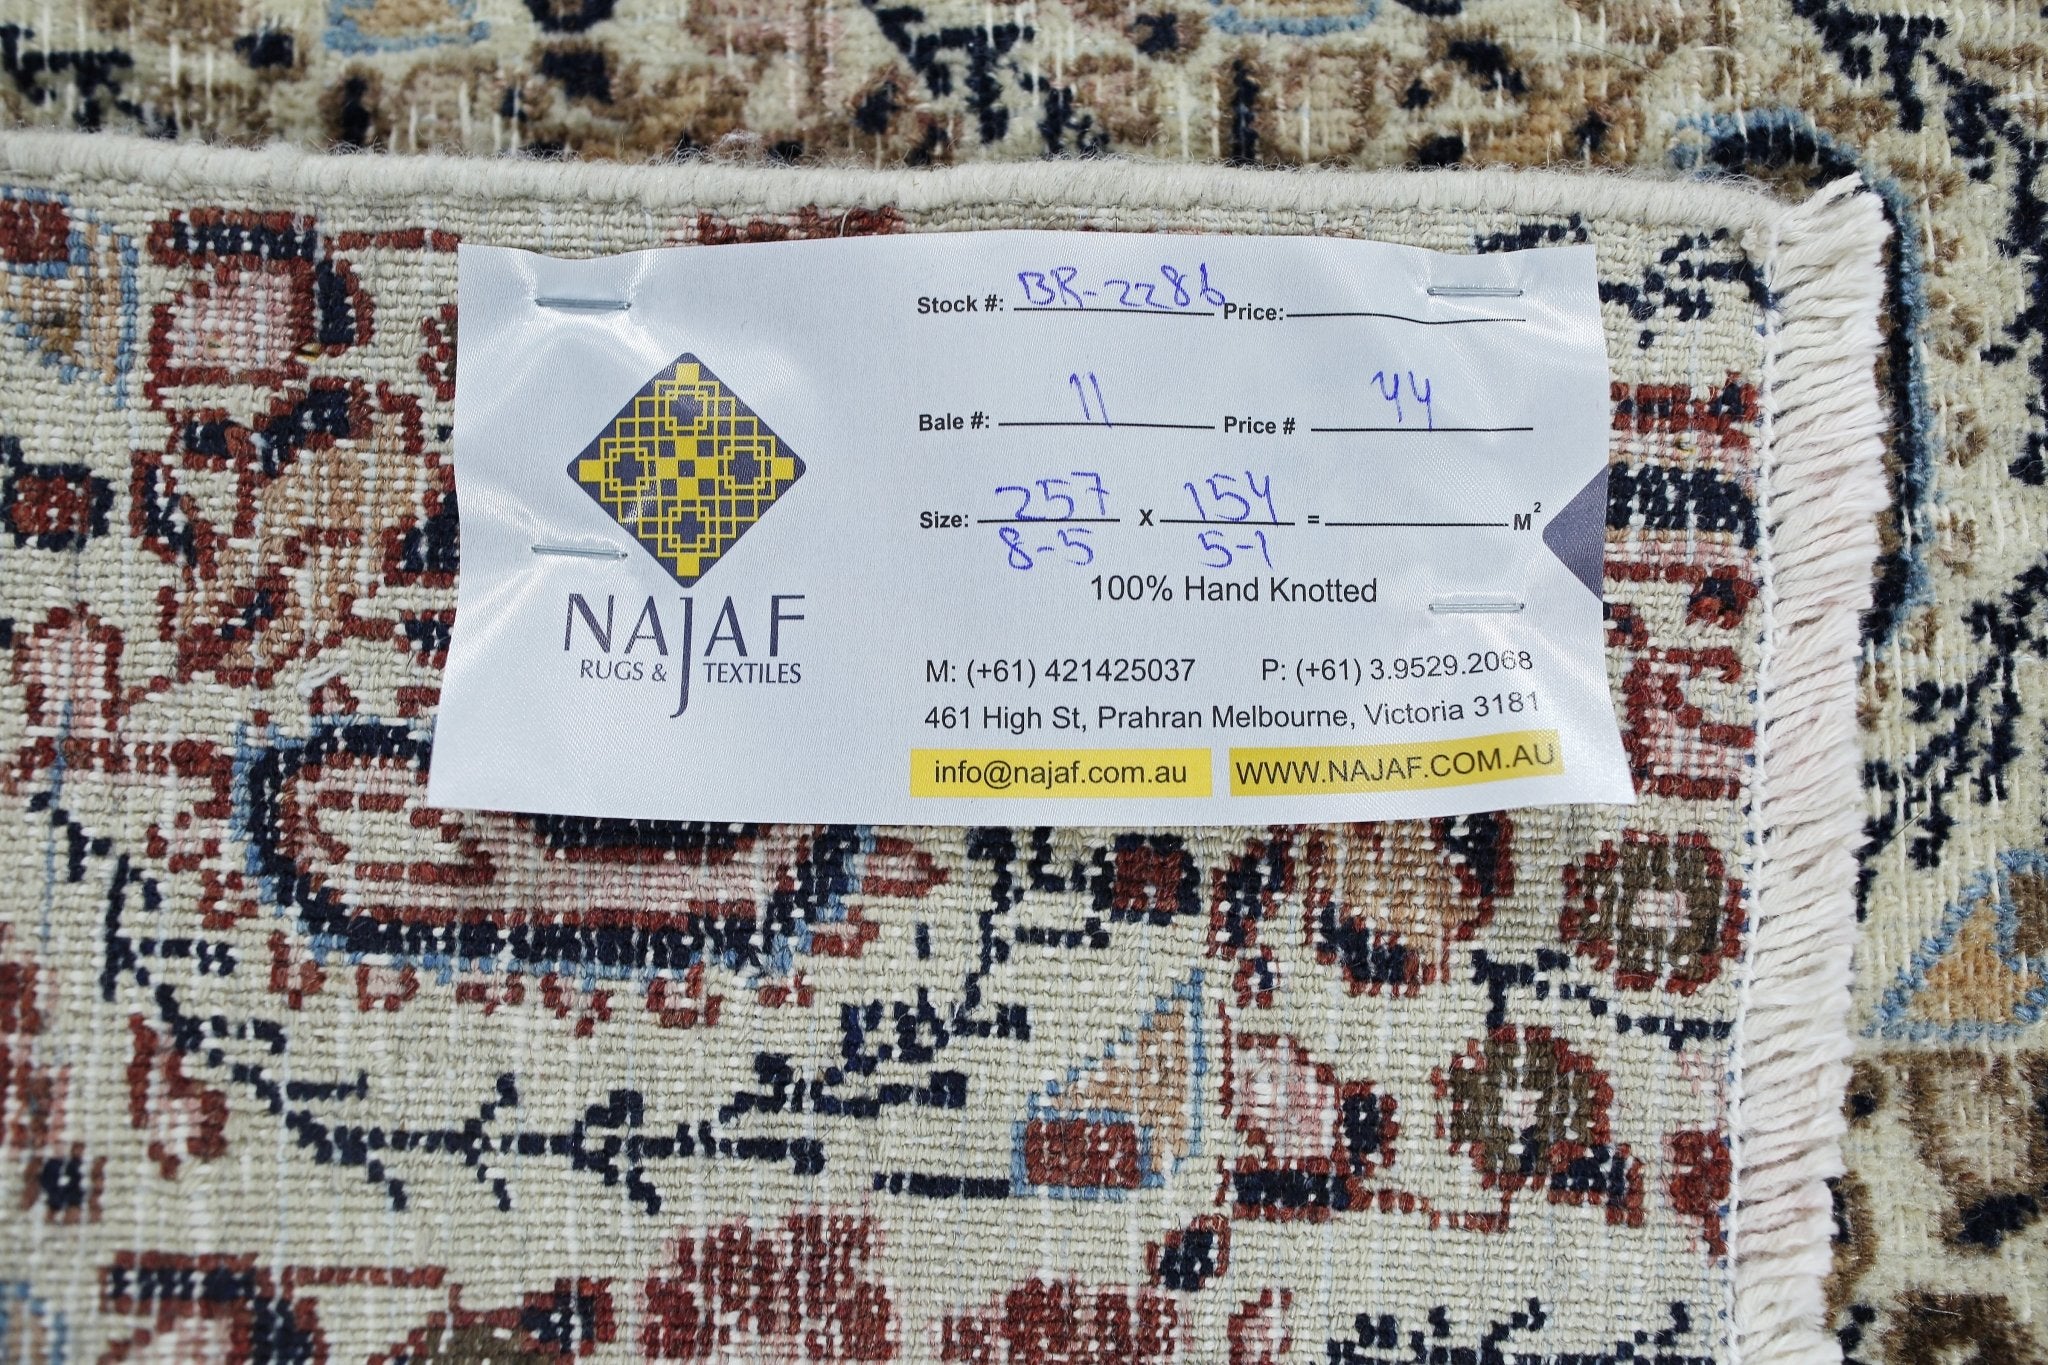 NAJAF
RUGS & TEXTILES
Stock #: BR-2286 Price:
Bale #: 11 Price # 44
Size: 257 X 154 = M²
8-5 5-1
100% Hand Knotted
M: (+61) 421425037 P: (+61) 3.9529.2068
461 High St, Prahran Melbourne, Victoria 3181
info@najaf.com.au WWW.NAJAF.COM.AU